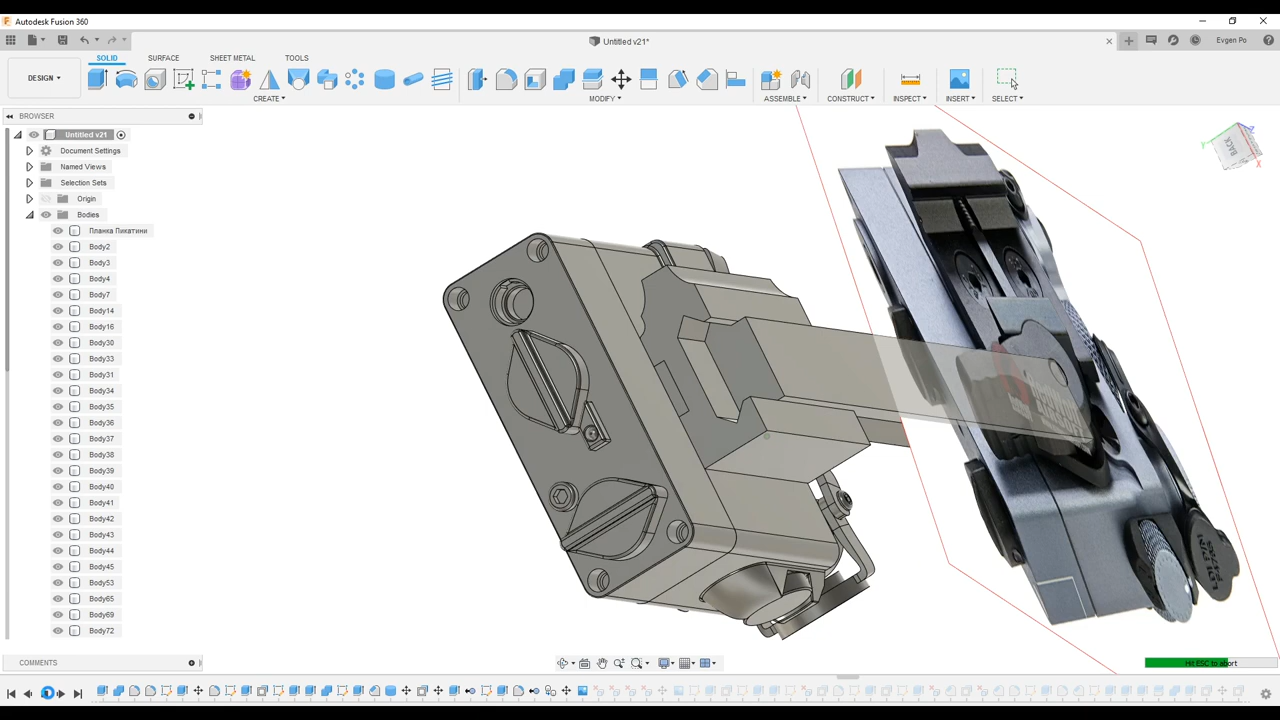 Autodesk Fusion 360
Untitled v21*
Evgen Po
DESIGN
SOLID
SURFACE
SHEET METAL
TOOLS
CREATE
MODIFY
ASSEMBLE
CONSTRUCT
INSPECT
INSERT
SELECT
BROWSER
Untitled v21
Document Settings
Named Views
Selection Sets
Origin
Bodies
Планка Пикатини
Body2
Body3
Body4
Body7
Body14
Body16
Body30
Body33
Body31
Body34
Body35
Body36
Body37
Body38
Body39
Body40
Body41
Body42
Body43
Body44
Body45
Body53
Body65
Body69
Body72
BACK
Y
Z
X
COMMENTS
Hit ESC to abort